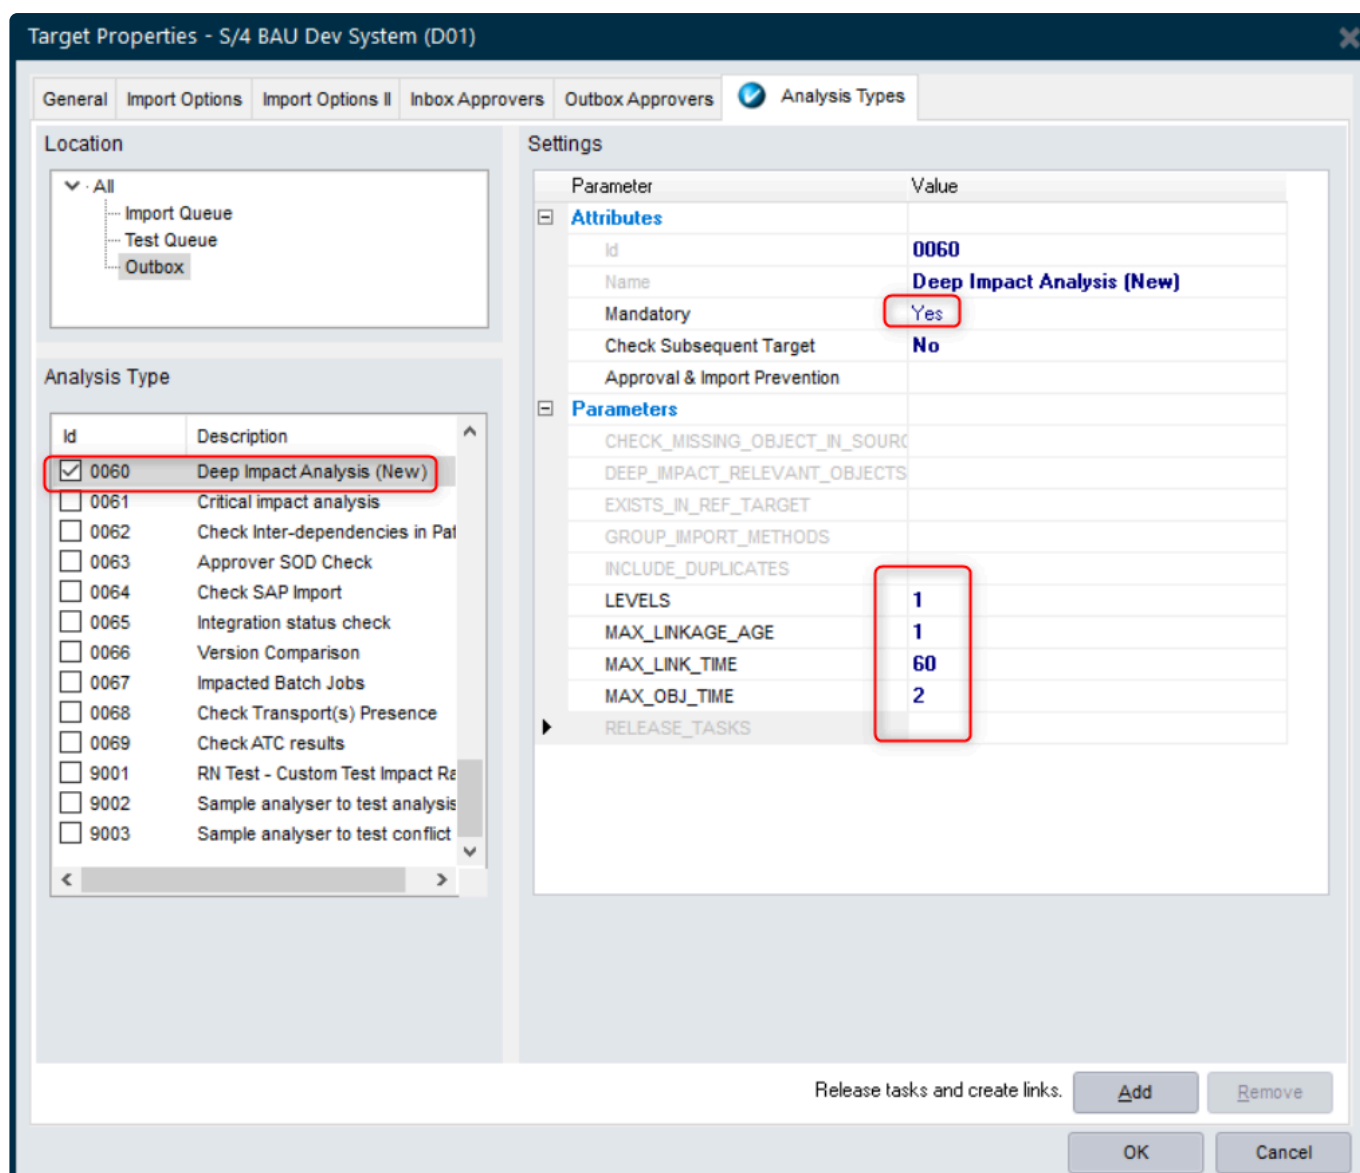 Target Properties - S/4 BAU Dev System (D01)
General Import Options Import Options II Inbox Approvers Outbox Approvers Analysis Types
Location
All
Import Queue
Test Queue
Outbox
Analysis Type
Id Description
0060 Deep Impact Analysis (New)
0061 Critical impact analysis
0062 Check Inter-dependencies in Pat
0063 Approver SOD Check
0064 Check SAP Import
0065 Integration status check
0066 Version Comparison
0067 Impacted Batch Jobs
0068 Check Transport(s) Presence
0069 Check ATC results
9001 RN Test - Custom Test Impact Ra
9002 Sample analyser to test analysis
9003 Sample analyser to test conflict
Settings
Parameter Value
Attributes
Id 0060
Name Deep Impact Analysis (New)
Mandatory Yes
Check Subsequent Target No
Approval & Import Prevention
Parameters
CHECK_MISSING_OBJECT_IN_SOURC
DEEP_IMPACT_RELEVANT_OBJECTS
EXISTS_IN_REF_TARGET
GROUP_IMPORT_METHODS
INCLUDE_DUPLICATES
LEVELS 1
MAX_LINKAGE_AGE 1
MAX_LINK_TIME 60
MAX_OBJ_TIME 2
RELEASE_TASKS
Release tasks and create links. Add Remove
OK Cancel